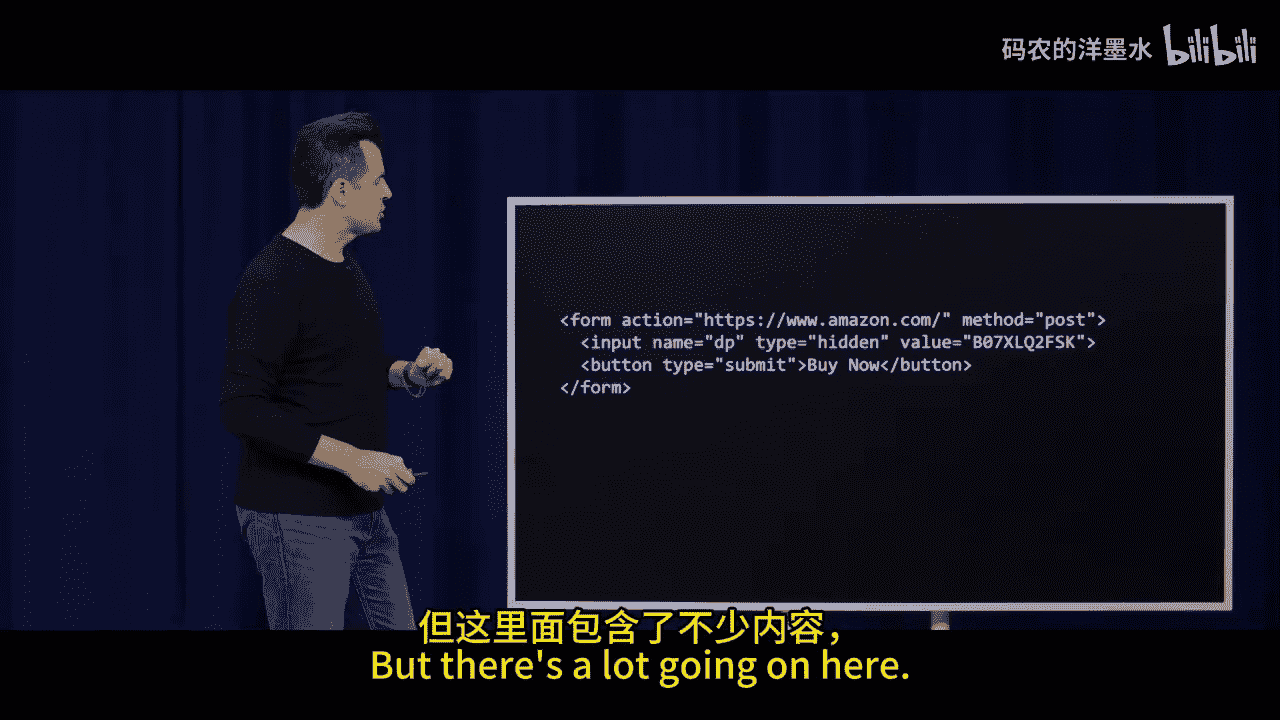 码农的洋墨水 bilibili
<form action="https://www.amazon.com/" method="post">
<input name="dp" type="hidden" value="B07XLQ2FSK">
<button type="submit">Buy Now</button>
</form>
但这里面包含了不少内容，
But there's a lot going on here.